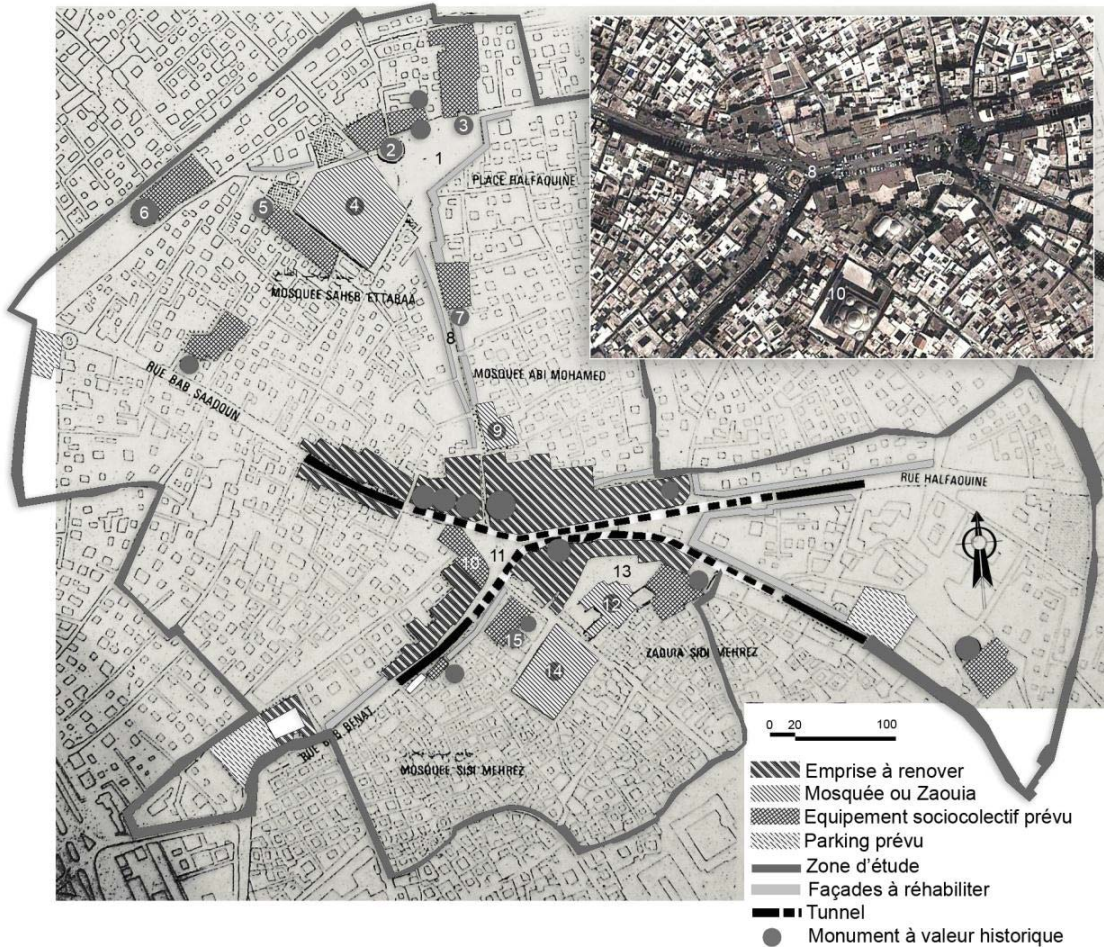 3
2
1
PLACE HALFAOUINE
6
5
4
MOSQUEE SAHEB ETTABAA
7
8
RUE BAB SAADOUN
MOSQUEE ABI MOHAMED
9
8
10
RUE HALFAOUINE
10
11
13
12
15
14
ZAOUIA SIDI MEHREZ
RUE BAB BENAT
MOSQUEE SIDI MEHREZ
0 20 100
Emprise à renover
Mosquée ou Zaouia
Equipement sociocollectif prévu
Parking prévu
Zone d'étude
Façades à réhabiliter
Tunnel
Monument à valeur historique